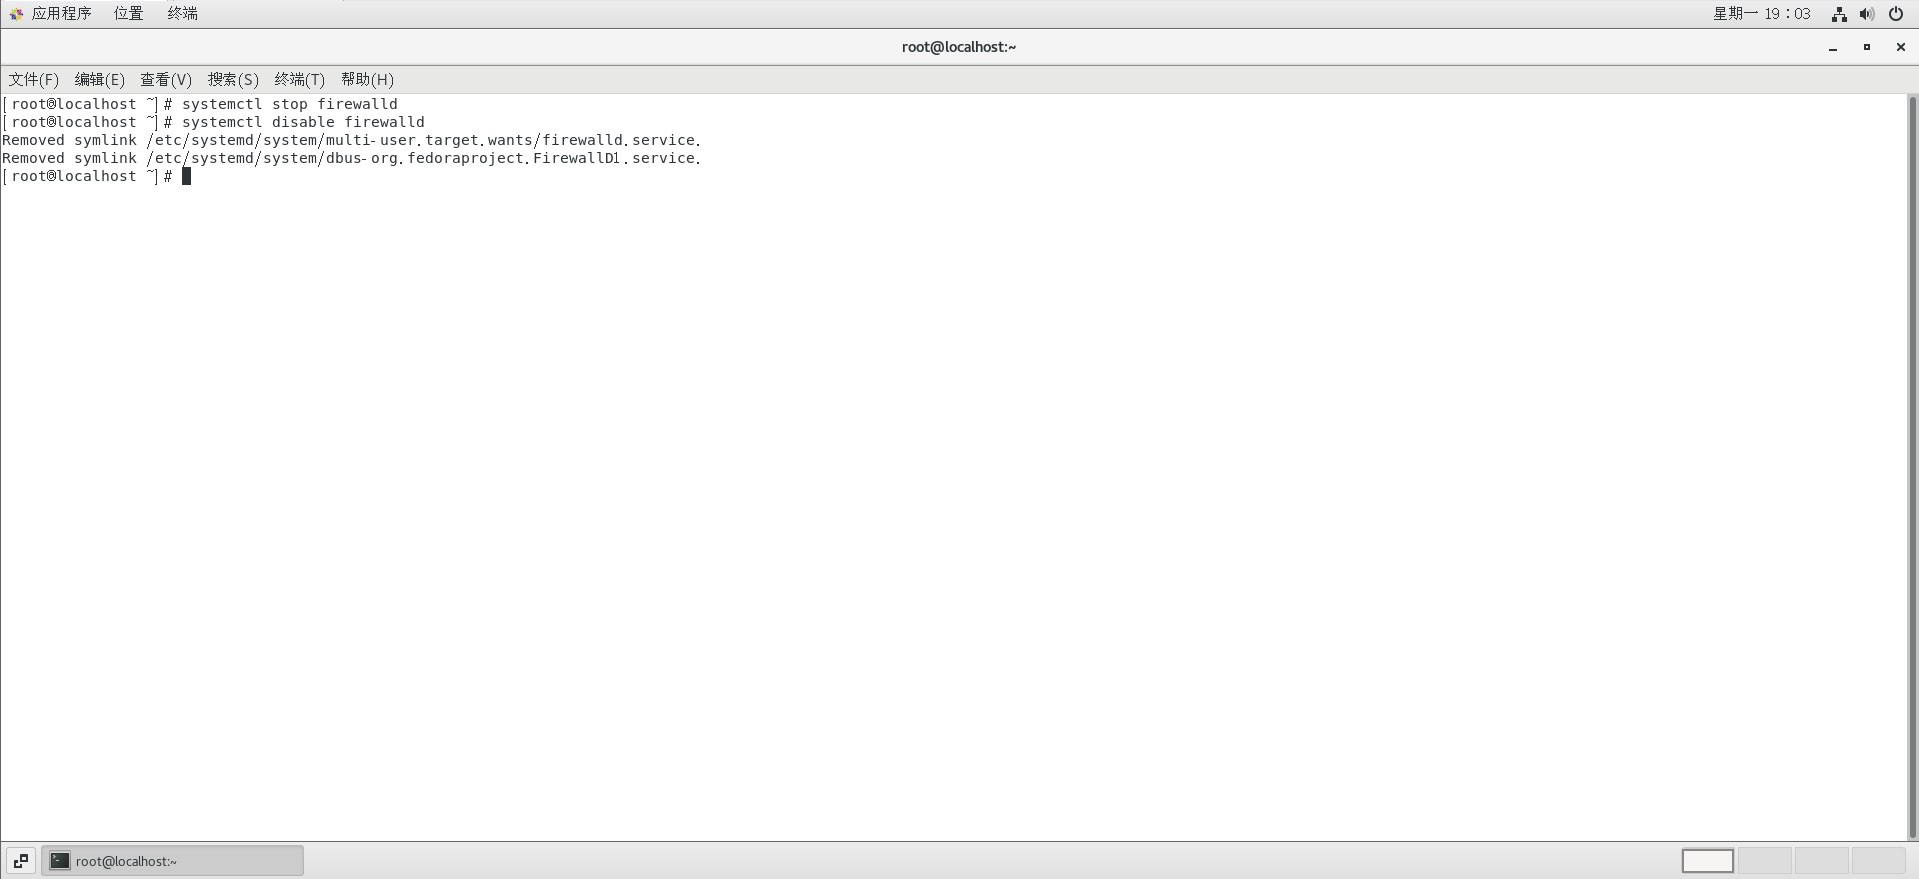 应用程序 位置 终端 星期一 19：03
root@localhost:~
文件(F) 编辑(E) 查看(V) 搜索(S) 终端(T) 帮助(H)
[root@localhost ~]# systemctl stop firewalld
[root@localhost ~]# systemctl disable firewalld
Removed symlink /etc/systemd/system/multi-user.target.wants/firewalld.service.
Removed symlink /etc/systemd/system/dbus-org.fedoraproject.FirewallD1.service.
[root@localhost ~]#
root@localhost:~